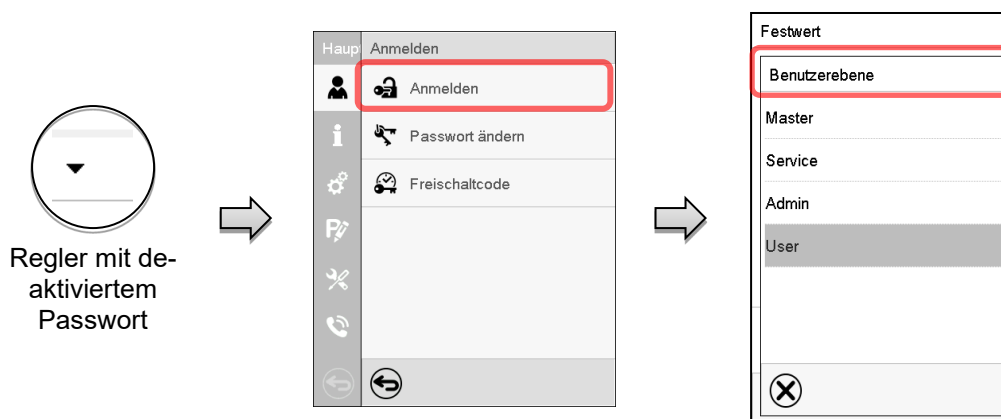 Regler mit de-
aktiviertem
Passwort
Haup
Anmelden
Anmelden
Passwort ändern
Freischaltcode
Festwert
Benutzerebene
Master
Service
Admin
User